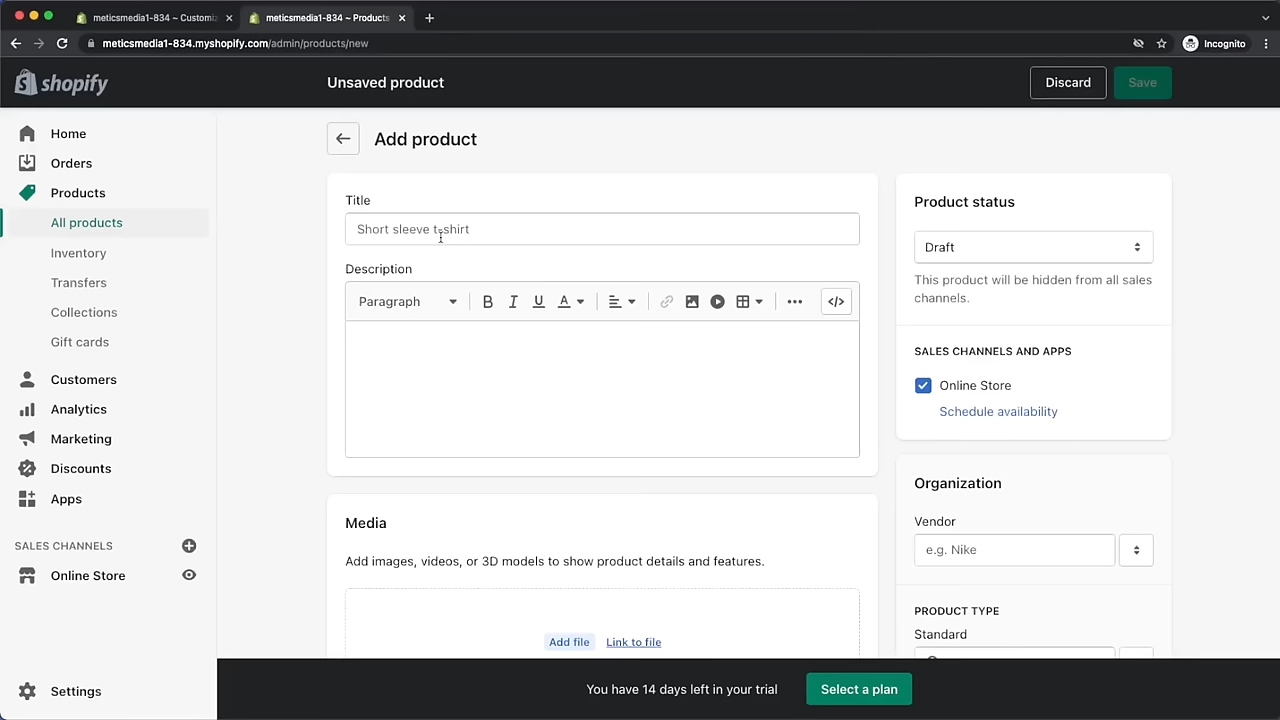 meticsmedia1-834 ~ Customiz
meticsmedia1-834 ~ Products
meticsmedia1-834.myshopify.com/admin/products/new
Incognito
shopify
Unsaved product
Discard
Save
Home
Orders
Products
All products
Inventory
Transfers
Collections
Gift cards
Customers
Analytics
Marketing
Discounts
Apps
SALES CHANNELS
Online Store
Settings
Add product
Title
Short sleeve t-shirt
Description
Paragraph
B I U A
Media
Add images, videos, or 3D models to show product details and features.
Add file Link to file
Product status
Draft
This product will be hidden from all sales
channels.
SALES CHANNELS AND APPS
Online Store
Schedule availability
Organization
Vendor
e.g. Nike
PRODUCT TYPE
Standard
You have 14 days left in your trial
Select a plan